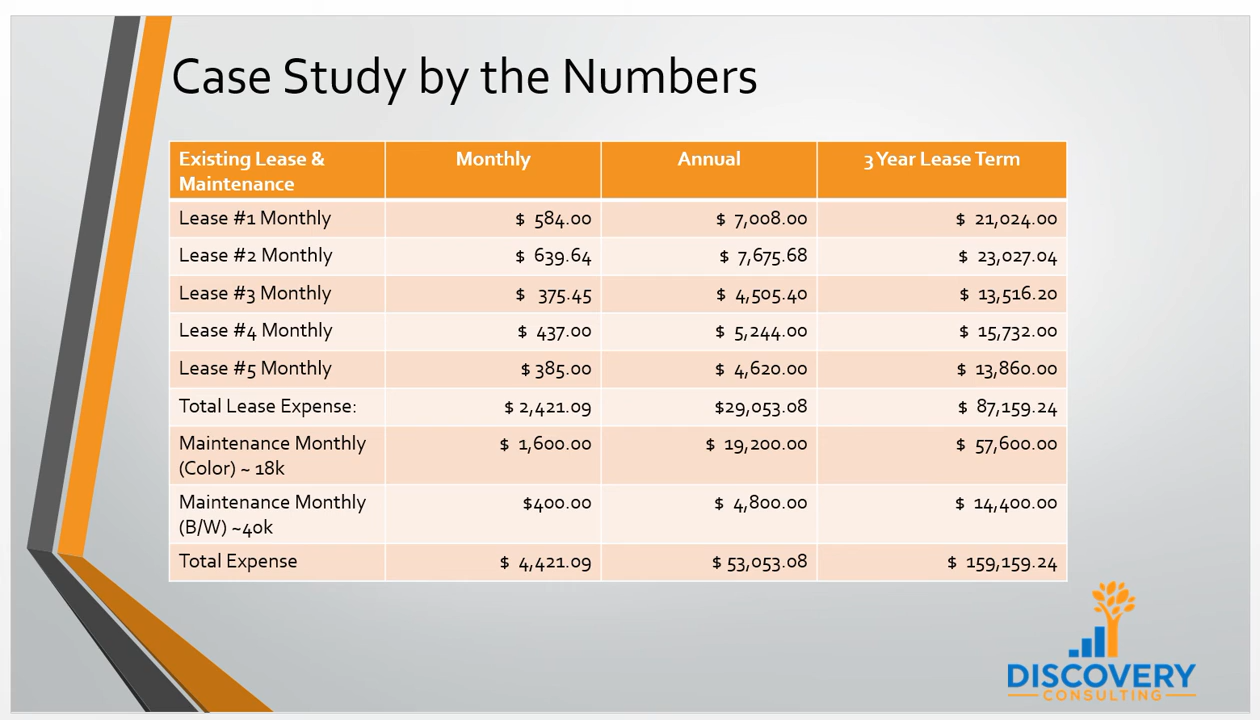 Case Study by the Numbers
Existing Lease & Maintenance Monthly Annual 3 Year Lease Term
Lease #1 Monthly $ 584.00 $ 7,008.00 $ 21,024.00
Lease #2 Monthly $ 639.64 $ 7,675.68 $ 23,027.04
Lease #3 Monthly $ 375.45 $ 4,505.40 $ 13,516.20
Lease #4 Monthly $ 437.00 $ 5,244.00 $ 15,732.00
Lease #5 Monthly $ 385.00 $ 4,620.00 $ 13,860.00
Total Lease Expense: $ 2,421.09 $29,053.08 $ 87,159.24
Maintenance Monthly (Color) ~ 18k $ 1,600.00 $ 19,200.00 $ 57,600.00
Maintenance Monthly (B/W) ~40k $400.00 $ 4,800.00 $ 14,400.00
Total Expense $ 4,421.09 $ 53,053.08 $ 159,159.24
DISCOVERY
CONSULTING